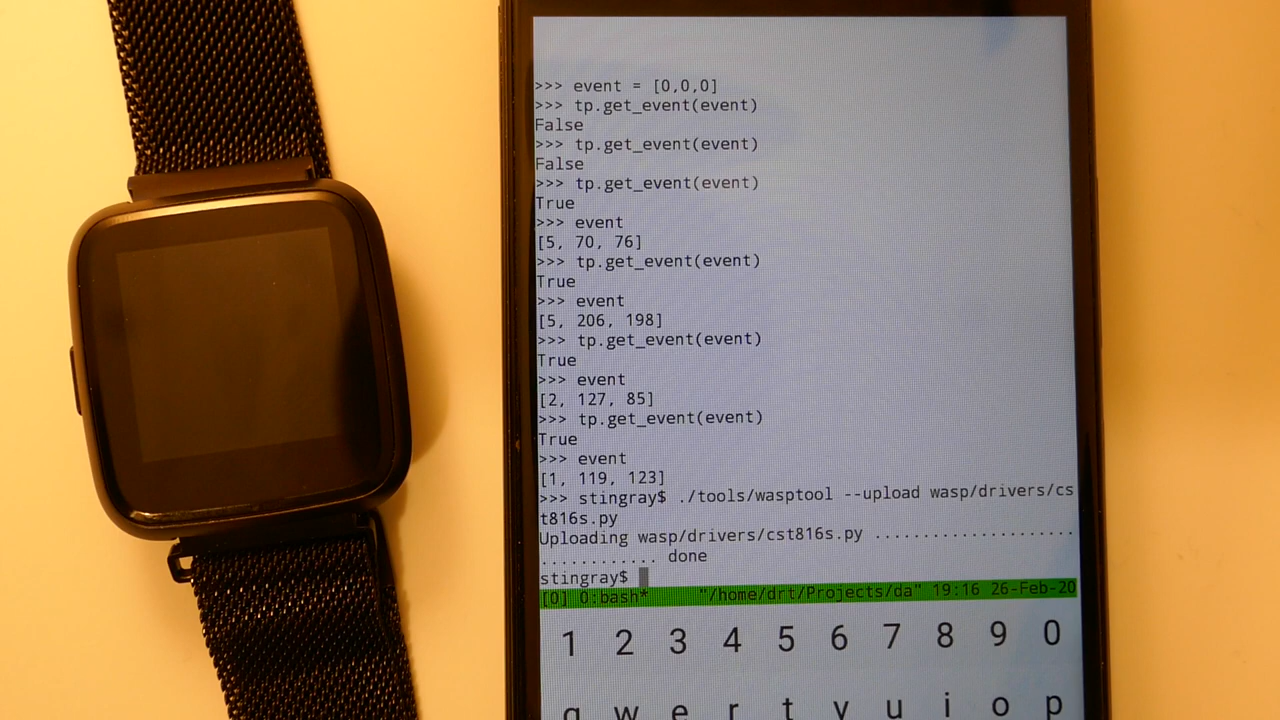 >>> event = [0,0,0]
>>> tp.get_event(event)
False
>>> tp.get_event(event)
False
>>> tp.get_event(event)
True
>>> event
[5, 70, 76]
>>> tp.get_event(event)
True
>>> event
[5, 206, 198]
>>> tp.get_event(event)
True
>>> event
[2, 127, 85]
>>> tp.get_event(event)
True
>>> event
[1, 119, 123]
>>> stingray$ ./tools/wasptool --upload wasp/drivers/cs
t816s.py
Uploading wasp/drivers/cst816s.py ....................
............ done
stingray$
[0] 0:bash* "/home/drt/Projects/da" 19:16 26-Feb-20
1 2 3 4 5 6 7 8 9 0
q w e r t y u i o p